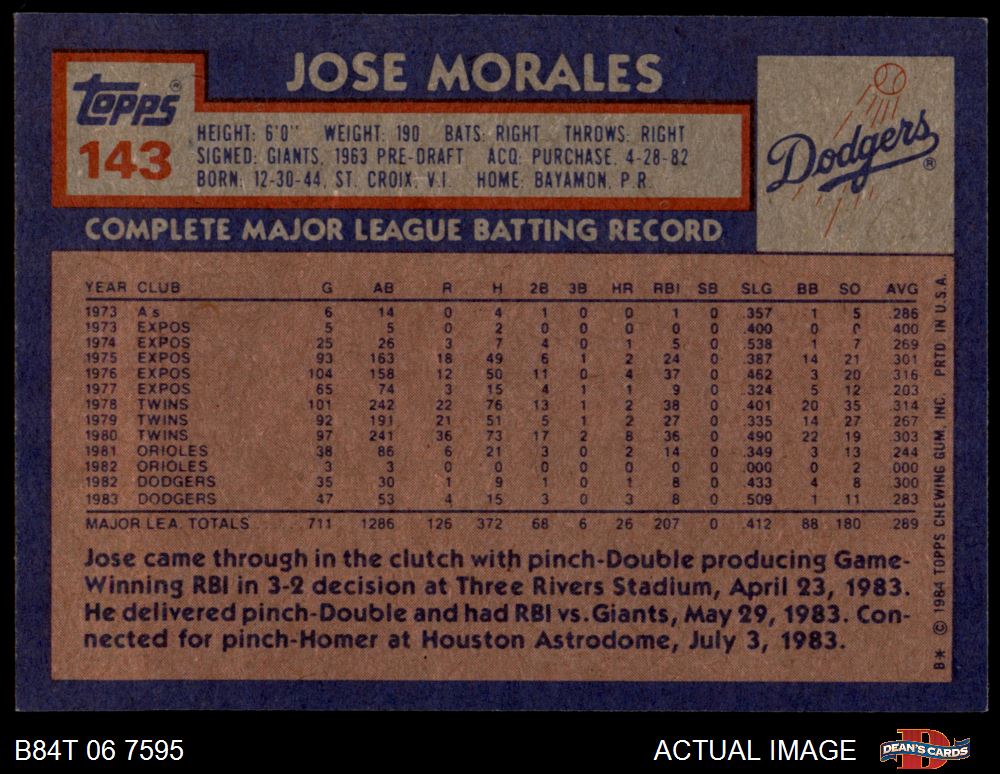 JOSE MORALES
Topps®
143
HEIGHT: 6'0" WEIGHT: 190 BATS: RIGHT THROWS: RIGHT
SIGNED: GIANTS, 1963 PRE-DRAFT ACQ: PURCHASE, 4-28-82
BORN: 12-30-44, ST. CROIX, V.I. HOME: BAYAMON, P.R.
Dodgers®
COMPLETE MAJOR LEAGUE BATTING RECORD
YEAR CLUB G AB R H 2B 3B HR RBI SB SLG BB SO AVG
1973 A's 6 14 0 4 1 0 0 1 0 .357 1 5 .286
1973 EXPOS 5 5 0 2 0 0 0 0 0 .400 0 0 .400
1974 EXPOS 25 26 3 7 4 0 1 5 0 .538 1 7 .269
1975 EXPOS 93 163 18 49 6 1 2 24 0 .387 14 21 .301
1976 EXPOS 104 158 12 50 11 0 4 37 0 .462 3 20 .316
1977 EXPOS 65 74 3 15 4 1 1 9 0 .324 5 12 .203
1978 TWINS 101 242 22 76 13 1 2 38 0 .401 20 35 .314
1979 TWINS 92 191 21 51 5 1 2 27 0 .335 14 27 .267
1980 TWINS 97 241 36 73 17 2 8 36 0 .490 22 19 .303
1981 ORIOLES 38 86 6 21 3 0 2 14 0 .349 3 13 .244
1982 ORIOLES 3 3 0 0 0 0 0 0 0 .000 0 2 .000
1982 DODGERS 35 30 1 9 1 0 1 8 0 .433 4 8 .300
1983 DODGERS 47 53 4 15 3 0 3 8 0 .509 1 11 .283
MAJOR LEA. TOTALS 711 1286 126 372 68 6 26 207 0 .412 88 180 .289
Jose came through in the clutch with pinch-Double producing Game-
Winning RBI in 3-2 decision at Three Rivers Stadium, April 23, 1983.
He delivered pinch-Double and had RBI vs. Giants, May 29, 1983. Con-
nected for pinch-Homer at Houston Astrodome, July 3, 1983.
B* © 1984 TOPPS CHEWING GUM, INC. PRTD. IN U.S.A.
B84T 06 7595
ACTUAL IMAGE
B
DEAN'S CARDS